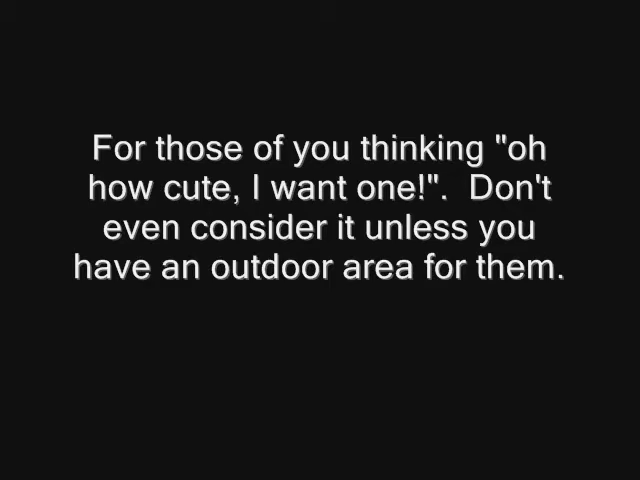 For those of you thinking "oh
how cute, I want one!".  Don't
even consider it unless you
have an outdoor area for them.